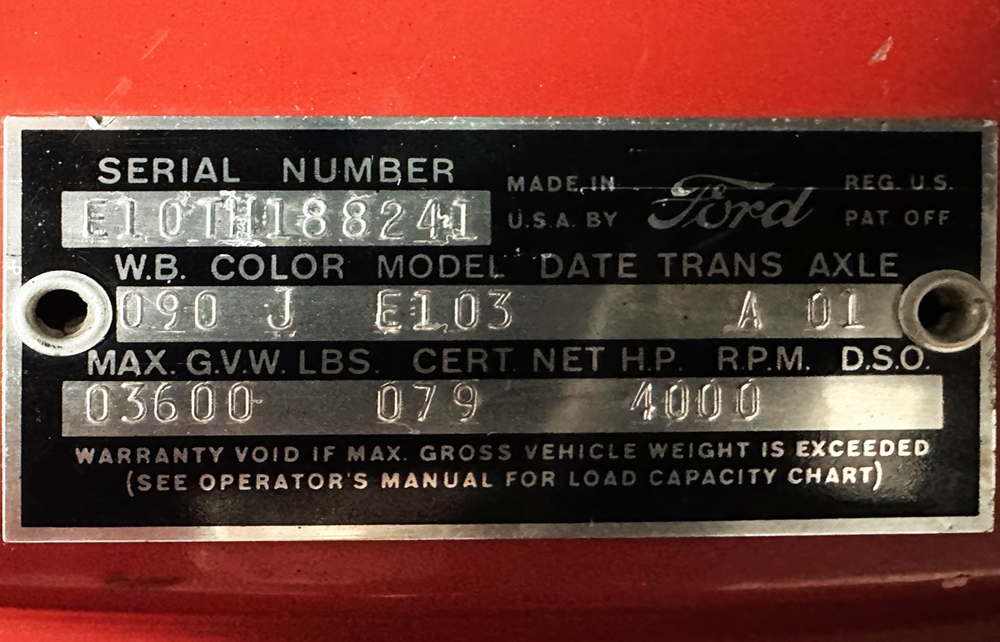 SERIAL NUMBER
MADE IN Ford REG. U.S.
E10TH188241
U.S.A. BY PAT OFF
W.B. COLOR MODEL DATE TRANS AXLE
090 J E103 A 01
MAX. G.V.W. LBS. CERT. NET H.P. R.P.M. D.S.O.
03600 079 4000
WARRANTY VOID IF MAX. GROSS VEHICLE WEIGHT IS EXCEEDED
(SEE OPERATOR'S MANUAL FOR LOAD CAPACITY CHART)